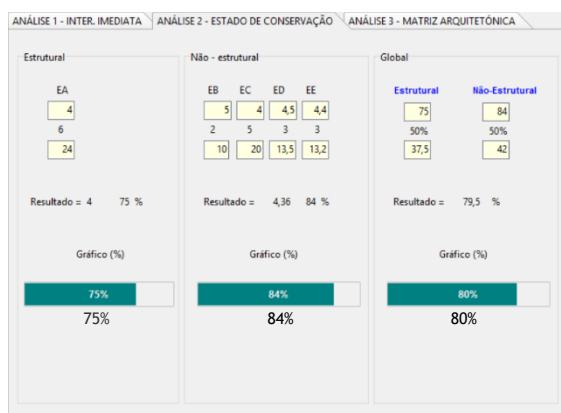 ANÁLISE 1 - INTER. IMEDIATA ANÁLISE 2 - ESTADO DE CONSERVAÇÃO ANÁLISE 3 - MATRIZ ARQUITETÓNICA
Estrutural
EA
4
6
24
Resultado = 4 75 %
Gráfico (%)
75%
75%
Não - estrutural
EB EC ED EE
5 4 4,5 4,4
2 5 3 3
10 20 13,5 13,2
Resultado = 4,36 84 %
Gráfico (%)
84%
84%
Global
Estrutural Não-Estrutural
75 84
50% 50%
37,5 42
Resultado = 79,5 %
Gráfico (%)
80%
80%